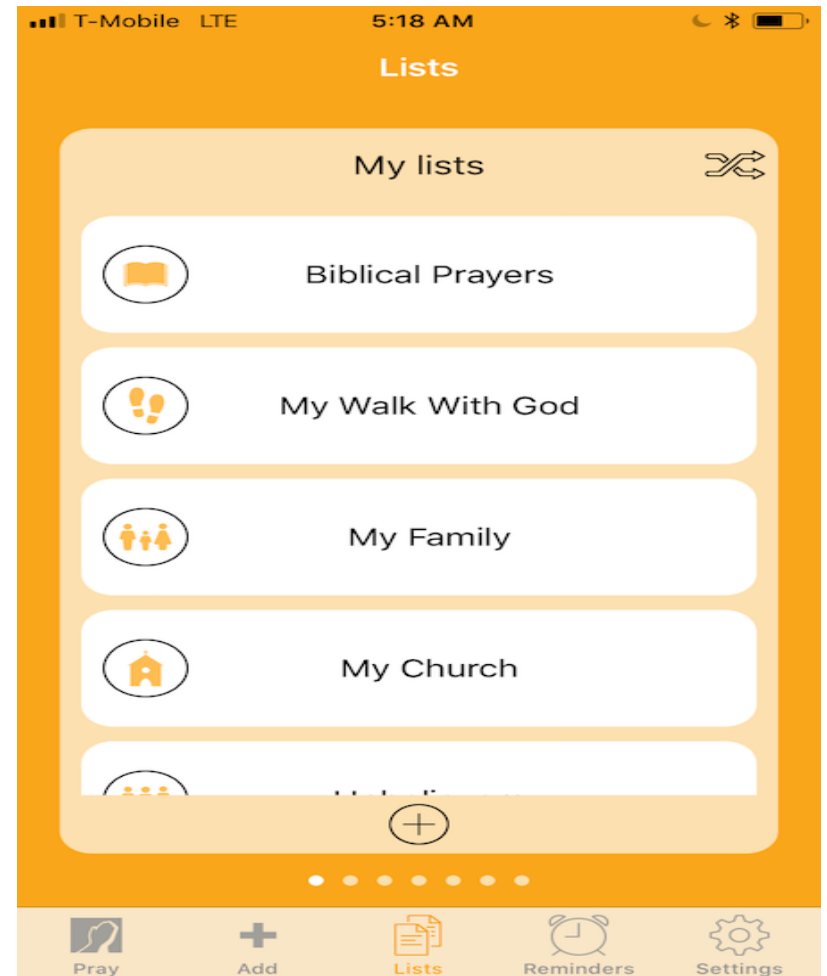 T-Mobile LTE 5:18 AM
Lists
My lists
Biblical Prayers
My Walk With God
My Family
My Church
Pray Add Lists Reminders Settings